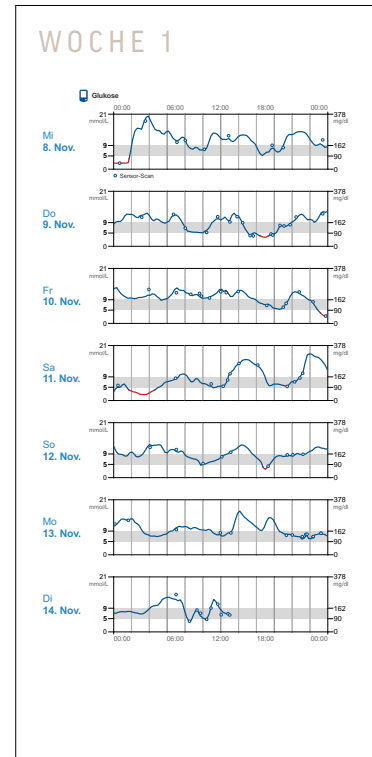 WOCHE 1
Glukose
00:00 06:00 12:00 18:00 00:00
21 378
mmol/L mg/dl
Mi
8. Nov.
9 162
5 90
0 0
Sensor-Scan
21 378
mmol/L mg/dl
Do
9. Nov.
9 162
5 90
0 0
21 378
mmol/L mg/dl
Fr
10. Nov.
9 162
5 90
0 0
21 378
mmol/L mg/dl
Sa
11. Nov.
9 162
5 90
0 0
21 378
mmol/L mg/dl
So
12. Nov.
9 162
5 90
0 0
21 378
mmol/L mg/dl
Mo
13. Nov.
9 162
5 90
0 0
21 378
mmol/L mg/dl
Di
14. Nov.
9 162
5 90
0 0
00:00 06:00 12:00 18:00 00:00